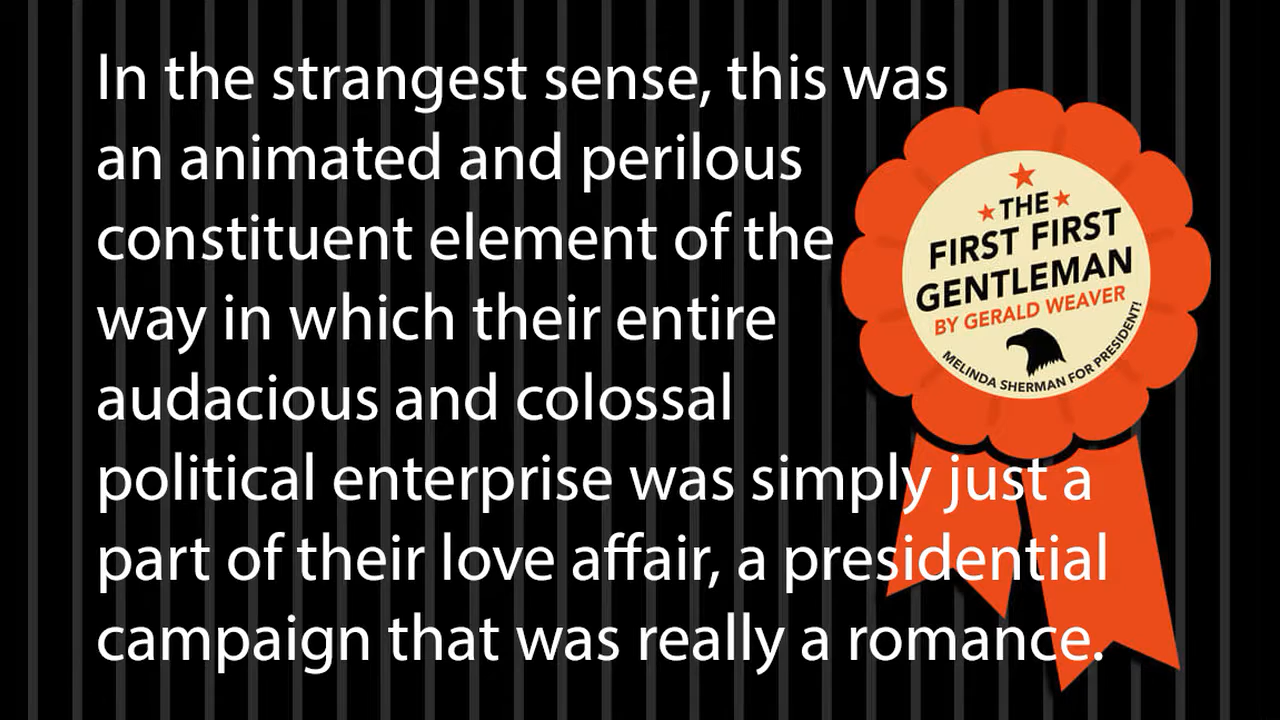 In the strangest sense, this was
an animated and perilous
constituent element of the
way in which their entire
audacious and colossal
political enterprise was simply just a
part of their love affair, a presidential
campaign that was really a romance.
THE
FIRST FIRST
GENTLEMAN
BY GERALD WEAVER
MELINDA SHERMAN FOR PRESIDENT!